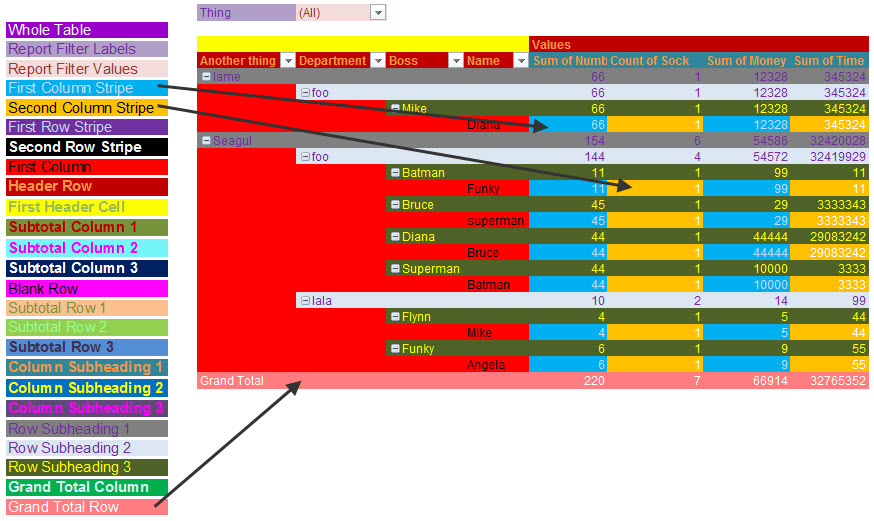 Thing (All)
Whole Table
Report Filter Labels
Report Filter Values
First Column Stripe
Second Column Stripe
First Row Stripe
Second Row Stripe
First Column
Header Row
First Header Cell
Subtotal Column 1
Subtotal Column 2
Subtotal Column 3
Blank Row
Subtotal Row 1
Subtotal Row 2
Subtotal Row 3
Column Subheading 1
Column Subheading 2
Column Subheading 3
Row Subheading 1
Row Subheading 2
Row Subheading 3
Grand Total Column
Grand Total Row
Values
Another thing Department Boss Name Sum of Numb Count of Sock Sum of Money Sum of Time
lame 66 1 12328 345324
foo 66 1 12328 345324
Mike 66 1 12328 345324
Diana 66 1 12328 345324
Seagul 154 6 54586 32420028
foo 144 4 54572 32419929
Batman 11 1 99 11
Funky 11 1 99 11
Bruce 45 1 29 3333343
superman 45 1 29 3333343
Diana 44 1 44444 29083242
Bruce 44 1 44444 29083242
Superman 44 1 10000 3333
Batman 44 1 10000 3333
lala 10 2 14 99
Flynn 4 1 5 44
Mike 4 1 5 44
Funky 6 1 9 55
Angela 6 1 9 55
Grand Total 220 7 66914 32765352